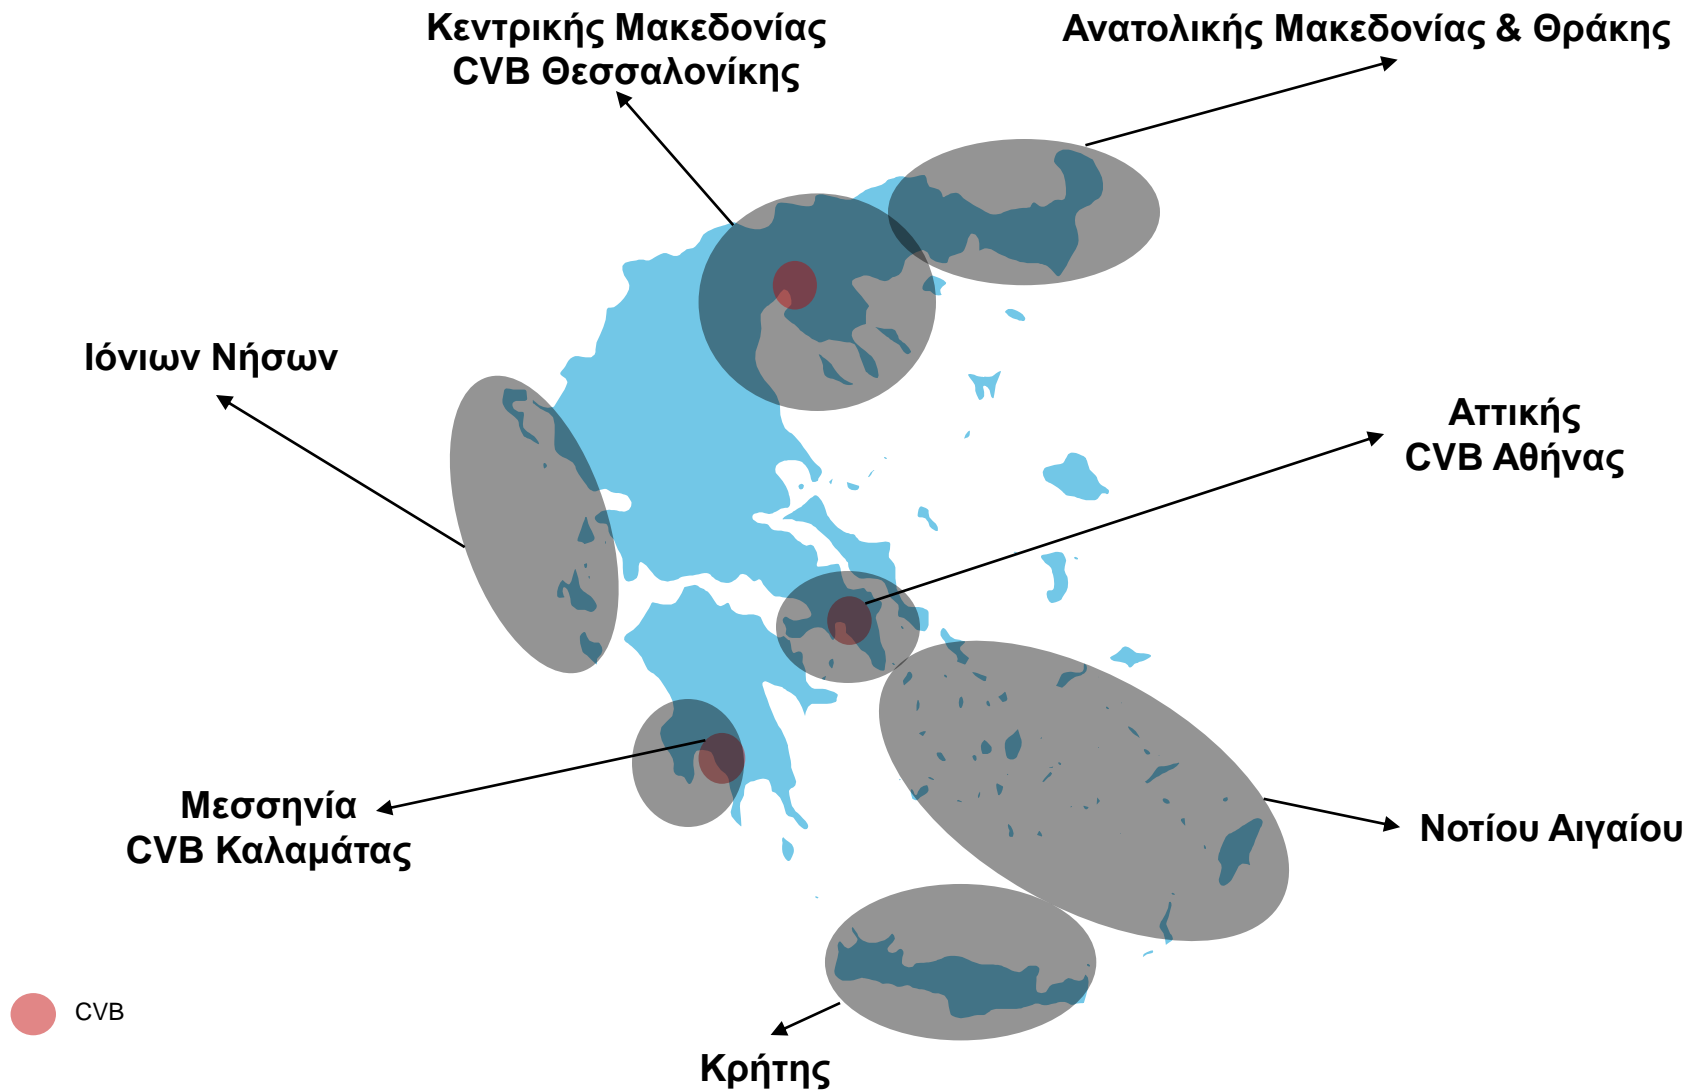 Κεντρικής Μακεδονίας
CVB Θεσσαλονίκης
Ανατολικής Μακεδονίας & Θράκης
Ιόνιων Νήσων
Αττικής
CVB Αθήνας
Μεσσηνία
CVB Καλαμάτας
Νοτίου Αιγαίου
CVB
Κρήτης